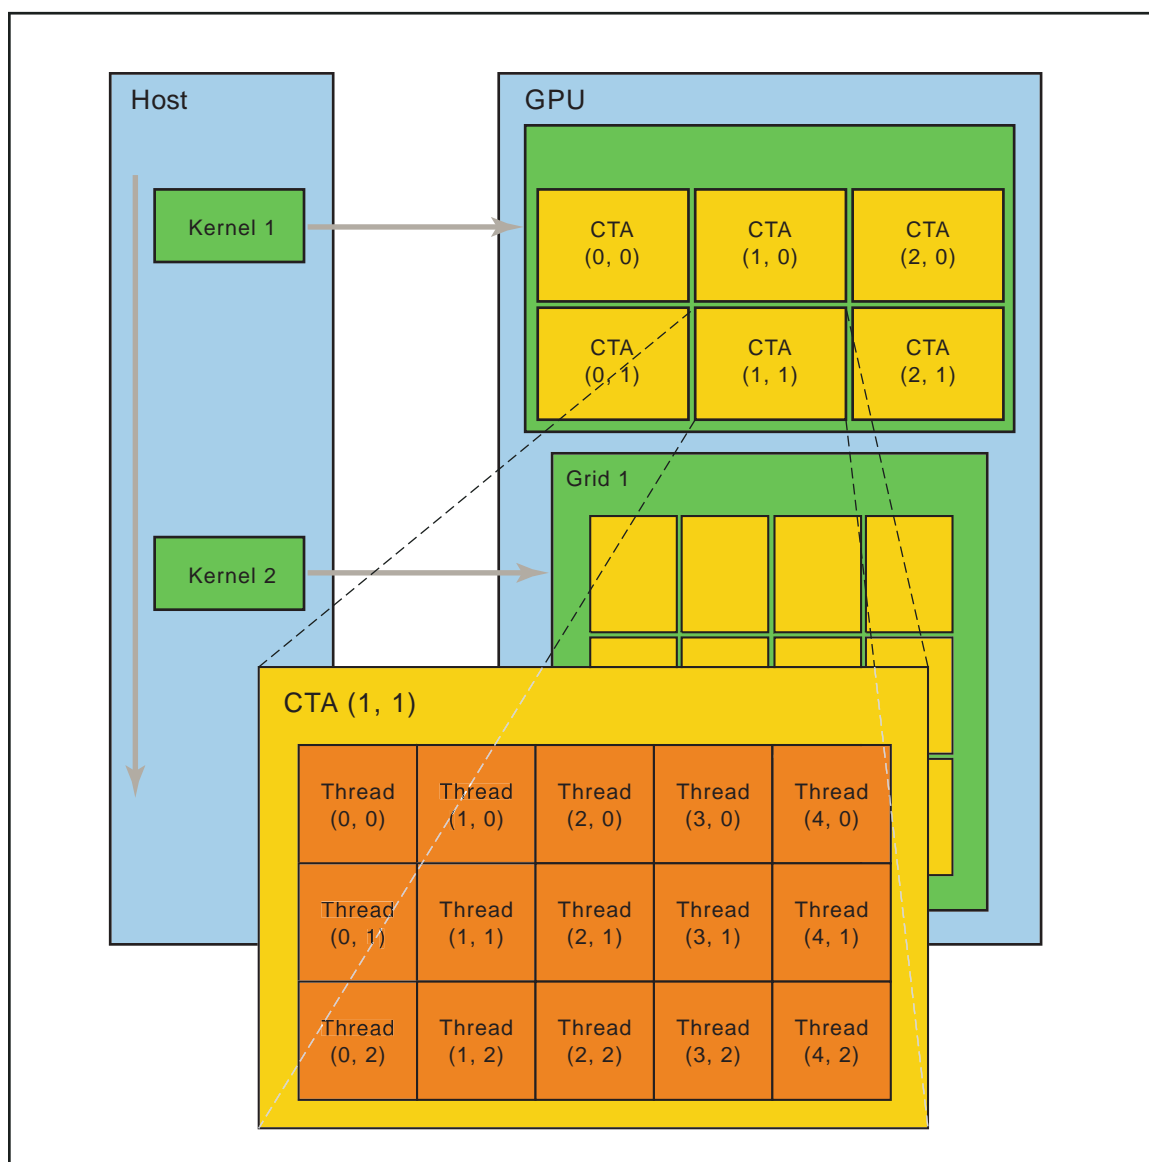 Host
GPU
Kernel 1
CTA
(0, 0)
CTA
(1, 0)
CTA
(2, 0)
CTA
(0, 1)
CTA
(1, 1)
CTA
(2, 1)
Grid 1
Kernel 2
CTA (1, 1)
Thread
(0, 0)
Thread
(1, 0)
Thread
(2, 0)
Thread
(3, 0)
Thread
(4, 0)
Thread
(0, 1)
Thread
(1, 1)
Thread
(2, 1)
Thread
(3, 1)
Thread
(4, 1)
Thread
(0, 2)
Thread
(1, 2)
Thread
(2, 2)
Thread
(3, 2)
Thread
(4, 2)